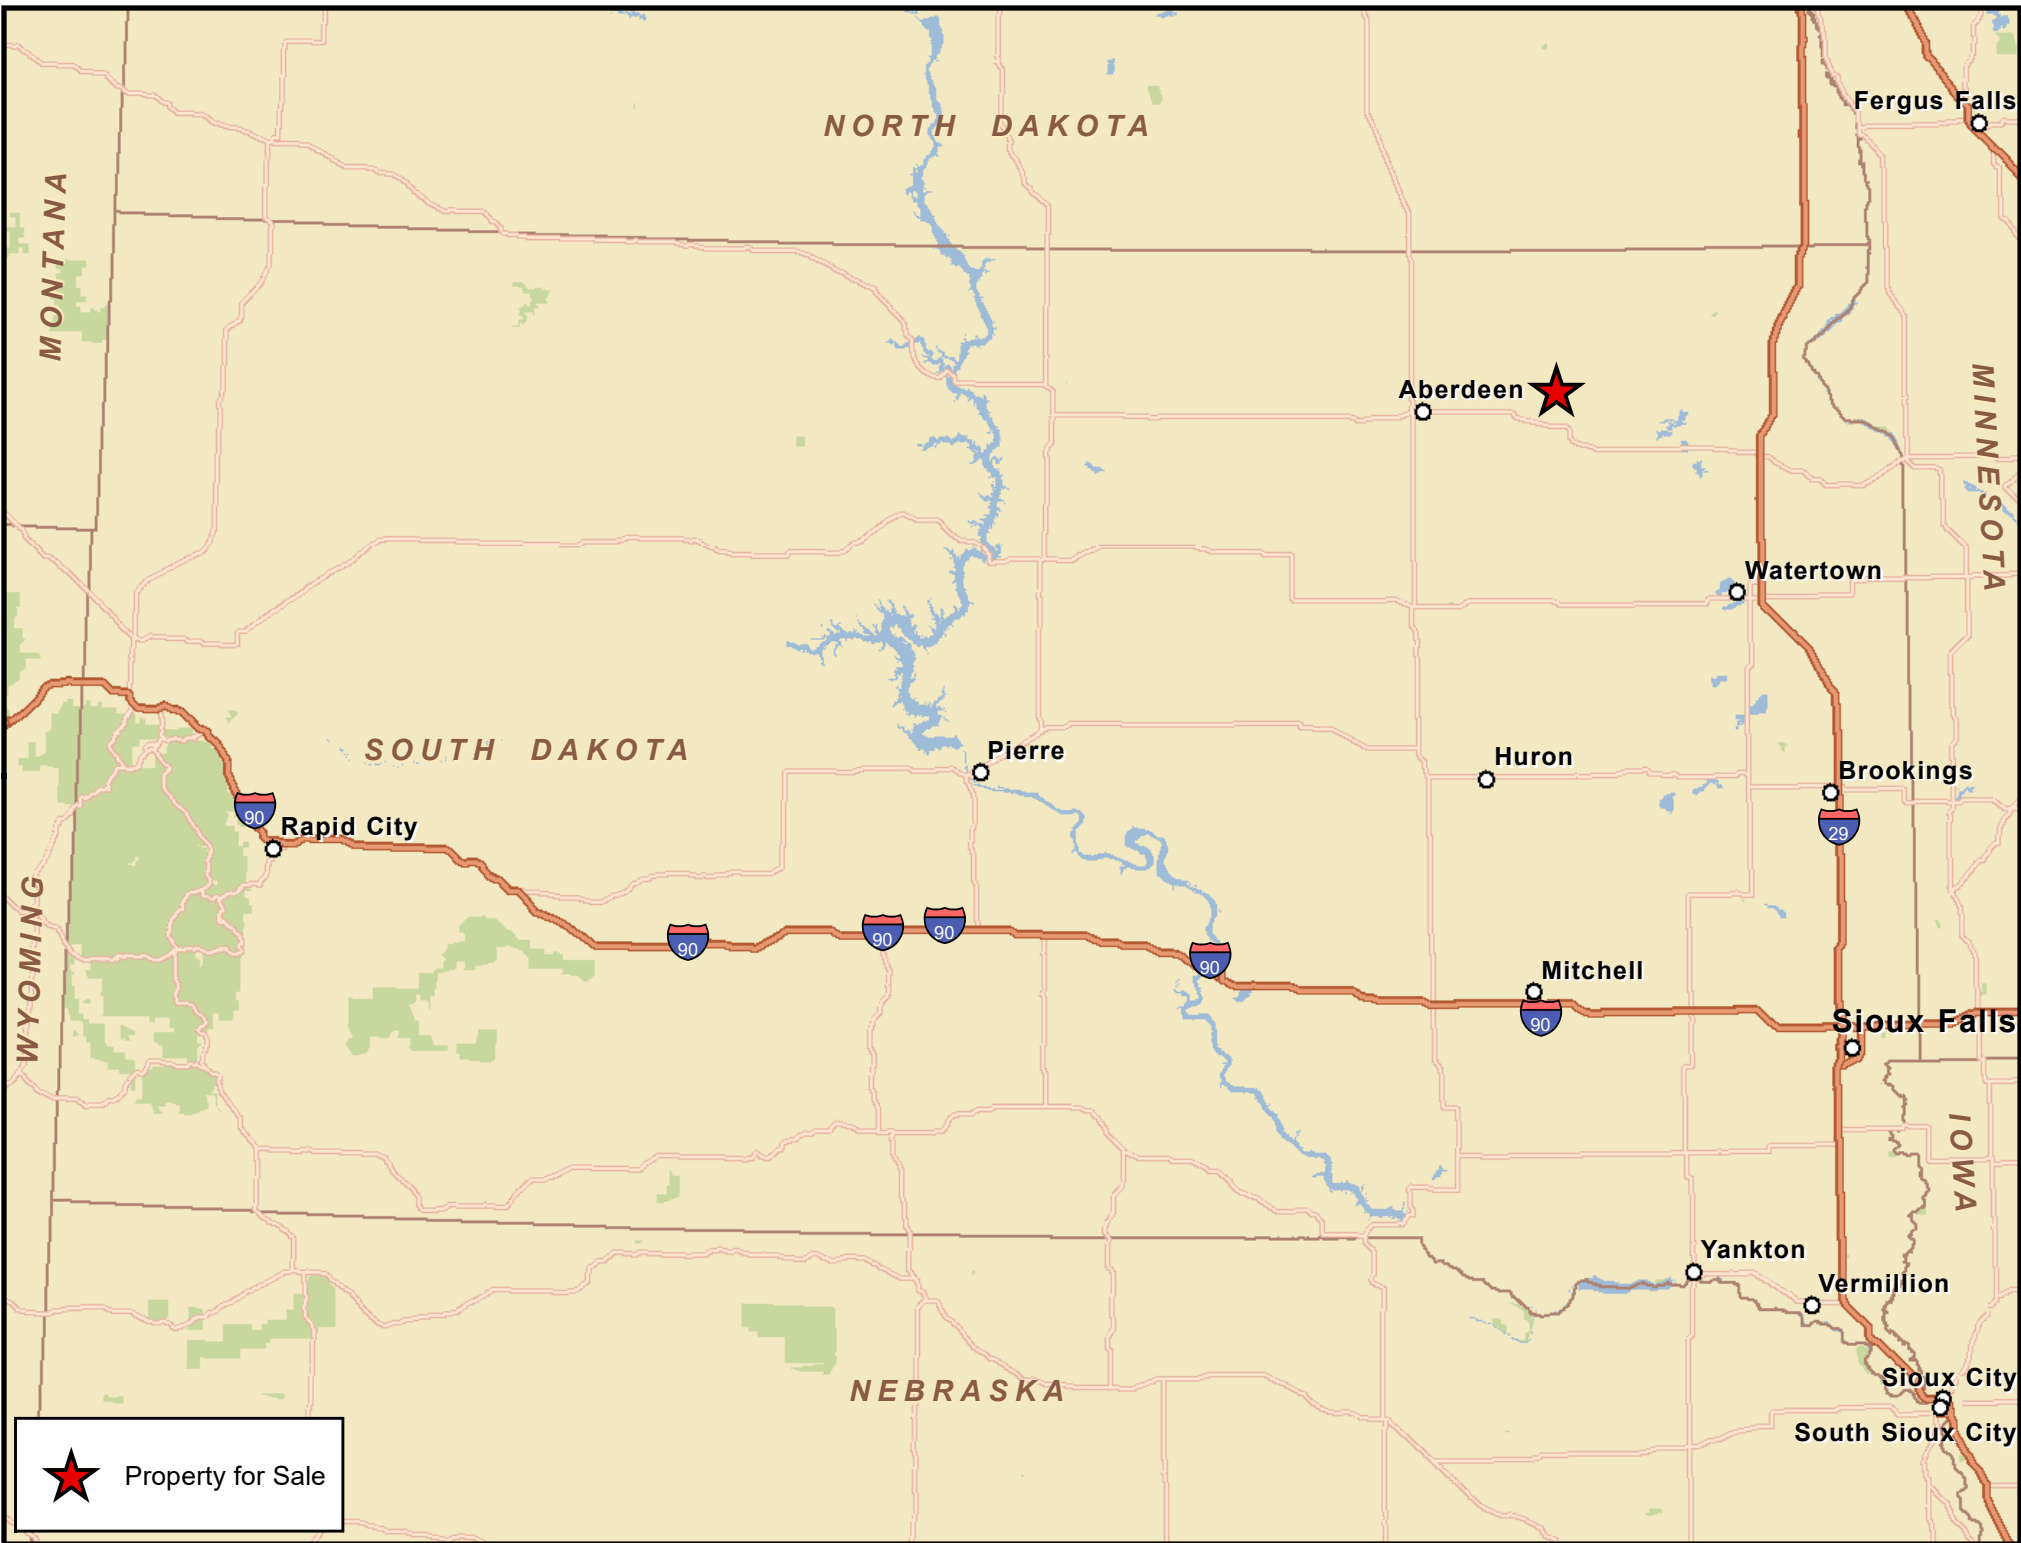 Fergus Falls
NORTH DAKOTA
MONTANA
Aberdeen
MINNESOTA
Watertown
SOUTH DAKOTA
Pierre
Huron
Brookings
90
Rapid City
29
WYOMING
90
90
90
90
Mitchell
90
Sioux Falls
IOWA
Yankton
Vermillion
NEBRASKA
Sioux City
South Sioux City
Property for Sale